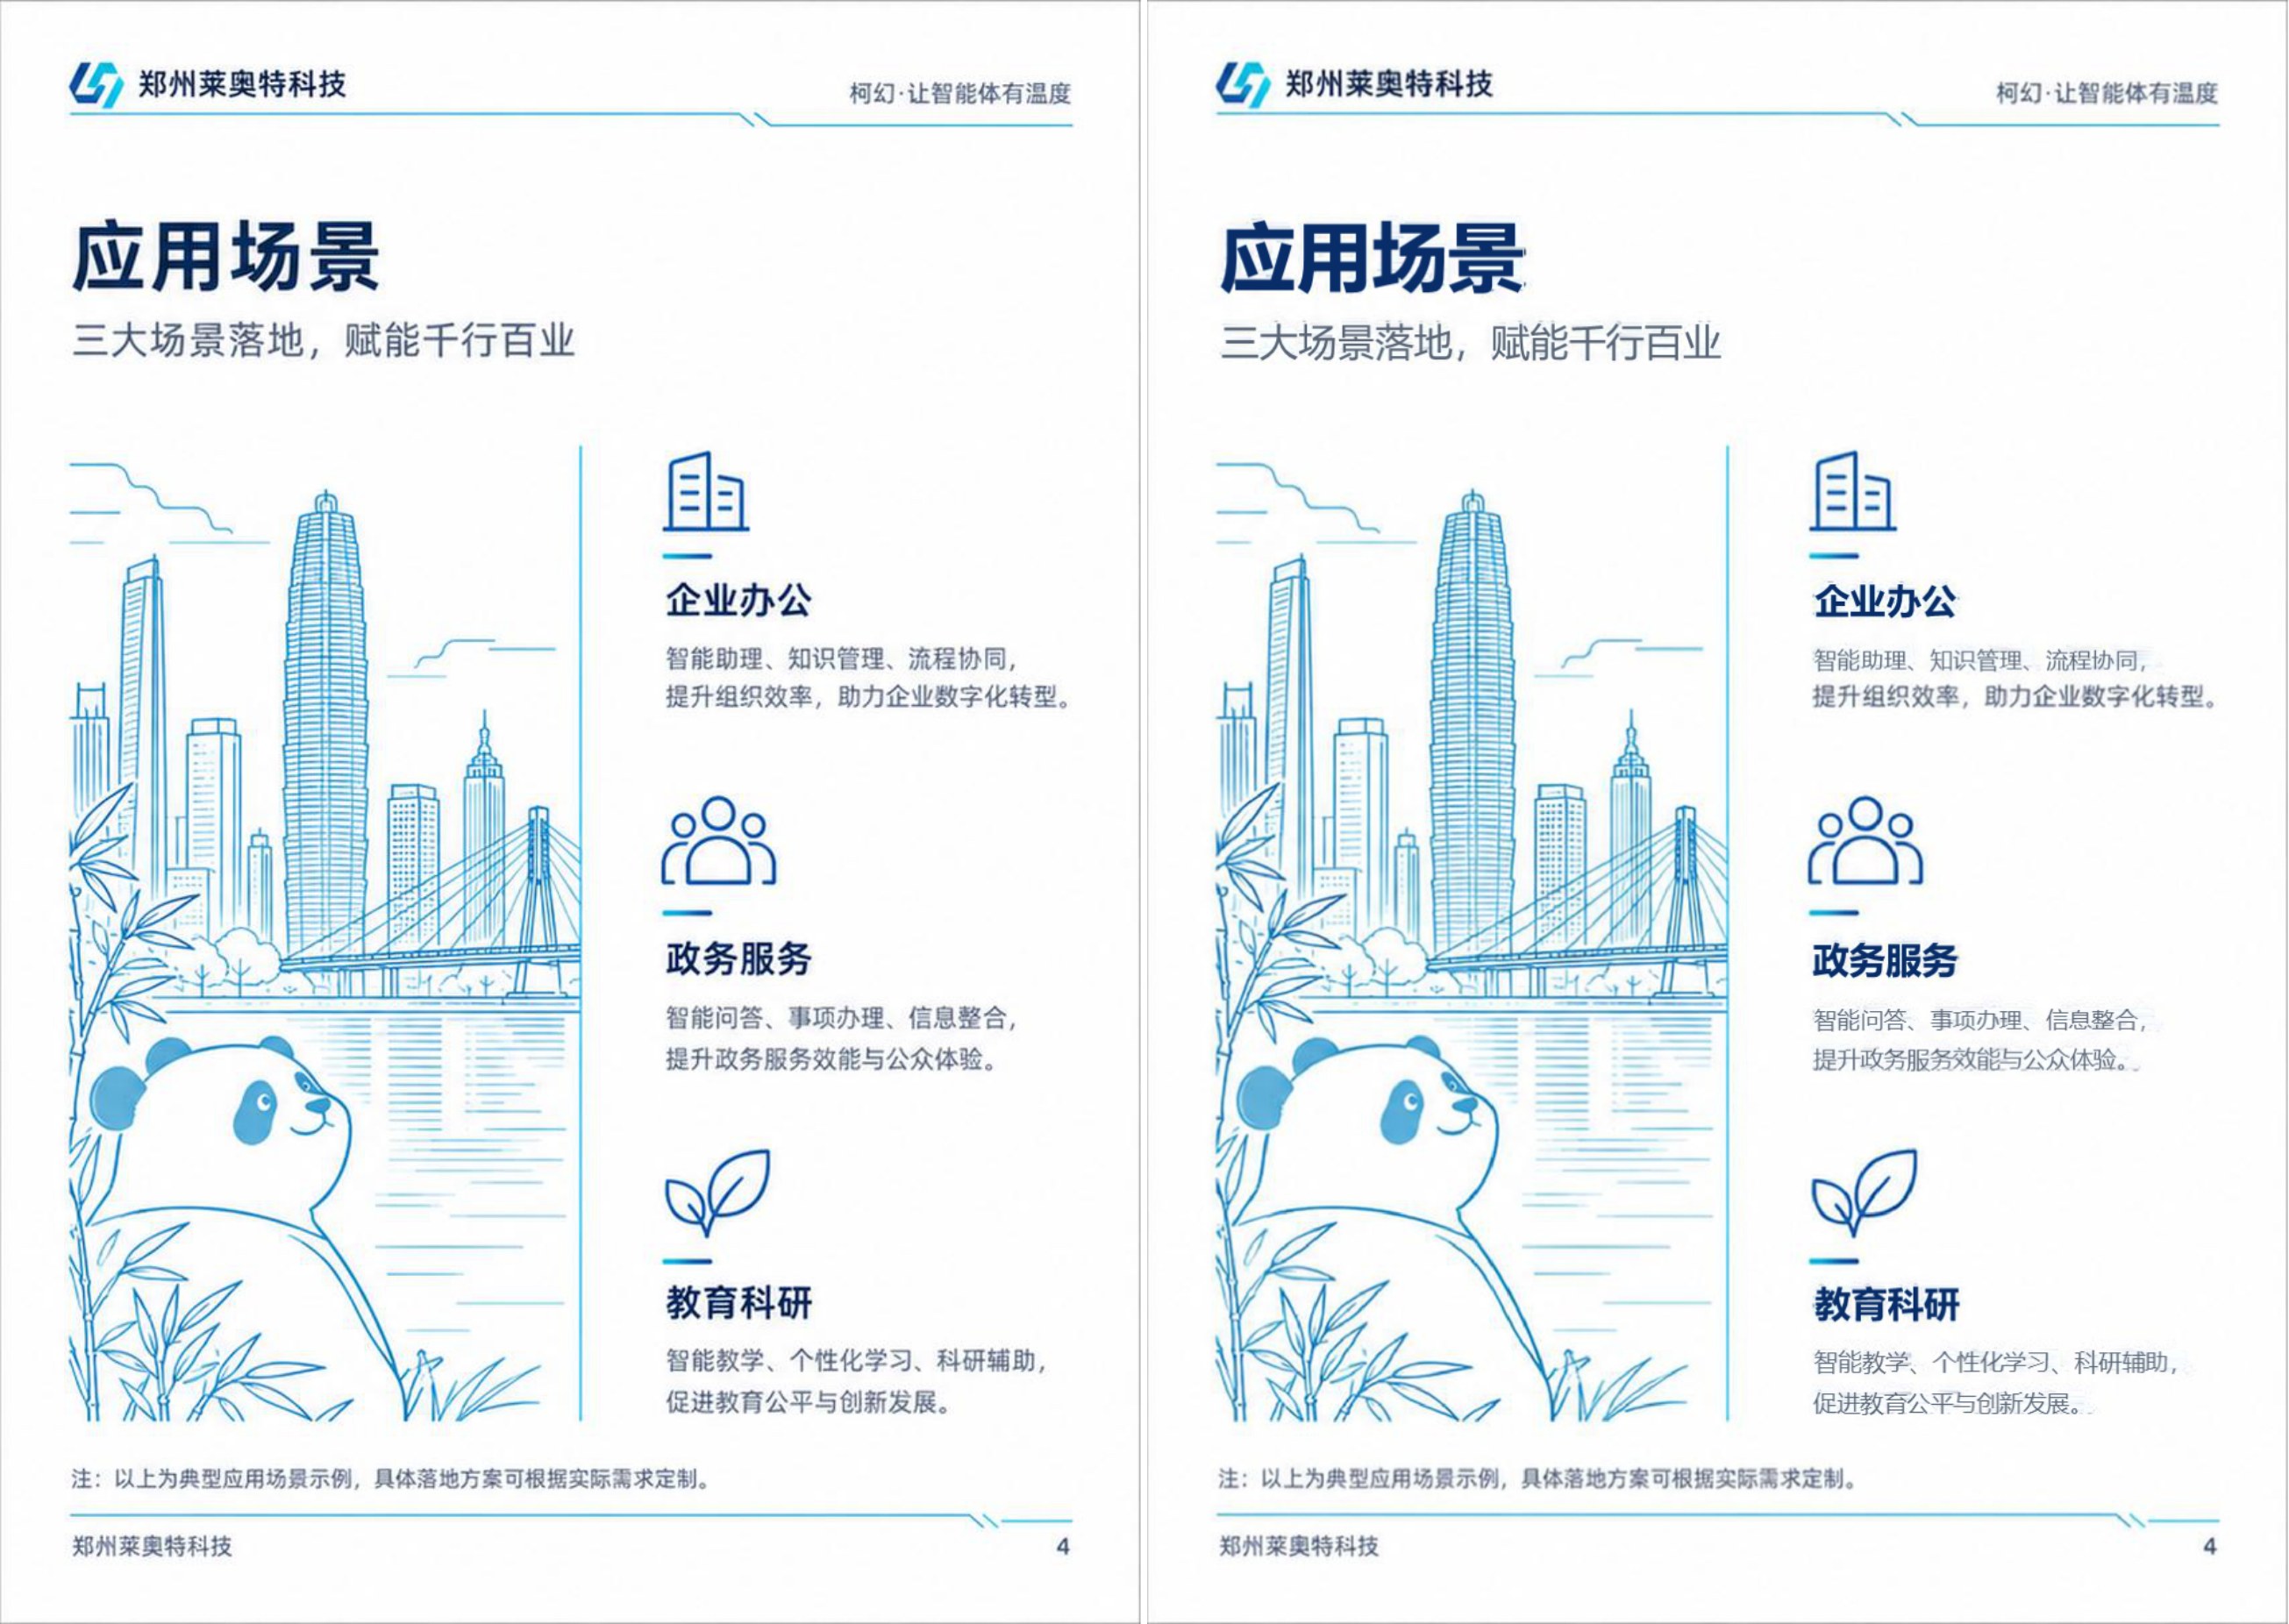 郑州莱奥特科技
柯幻·让智能体有温度
应用场景
三大场景落地，赋能千行百业
企业办公
智能助理、知识管理、流程协同，
提升组织效率，助力企业数字化转型。
政务服务
智能问答、事项办理、信息整合，
提升政务服务效能与公众体验。
教育科研
智能教学、个性化学习、科研辅助，
促进教育公平与创新发展。
注：以上为典型应用场景示例，具体落地方案可根据实际需求定制。
郑州莱奥特科技
4
郑州莱奥特科技
柯幻·让智能体有温度
应用场景
三大场景落地，赋能千行百业
企业办公
智能助理、知识管理、流程协同，
提升组织效率，助力企业数字化转型。
政务服务
智能问答、事项办理、信息整合，
提升政务服务效能与公众体验。
教育科研
智能教学、个性化学习、科研辅助，
促进教育公平与创新发展。
注：以上为典型应用场景示例，具体落地方案可根据实际需求定制。
郑州莱奥特科技
4